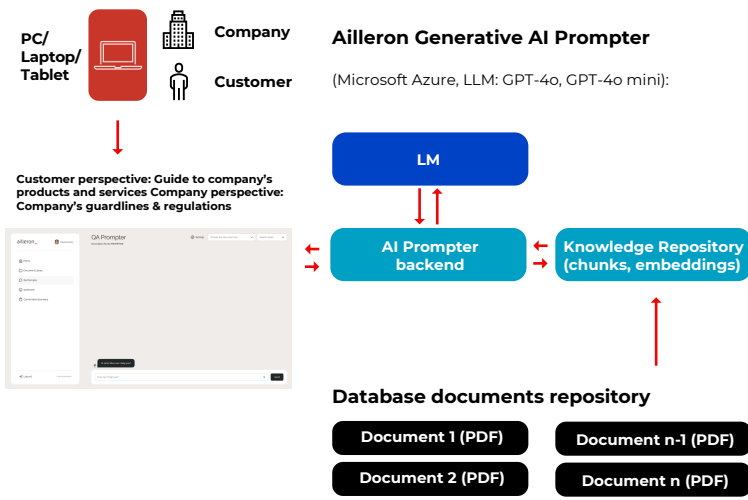 PC/
Laptop/
Tablet
Company
Customer
Ailleron Generative AI Prompter
(Microsoft Azure, LLM: GPT-4o, GPT-4o mini):
Customer perspective: Guide to company's
products and services Company perspective:
Company's guardlines & regulations
LM
AI Prompter
backend
Knowledge Repository
(chunks, embeddings)
ailleron_
QA Prompter
Database documents repository
Document 1 (PDF)
Document n-1 (PDF)
Document 2 (PDF)
Document n (PDF)